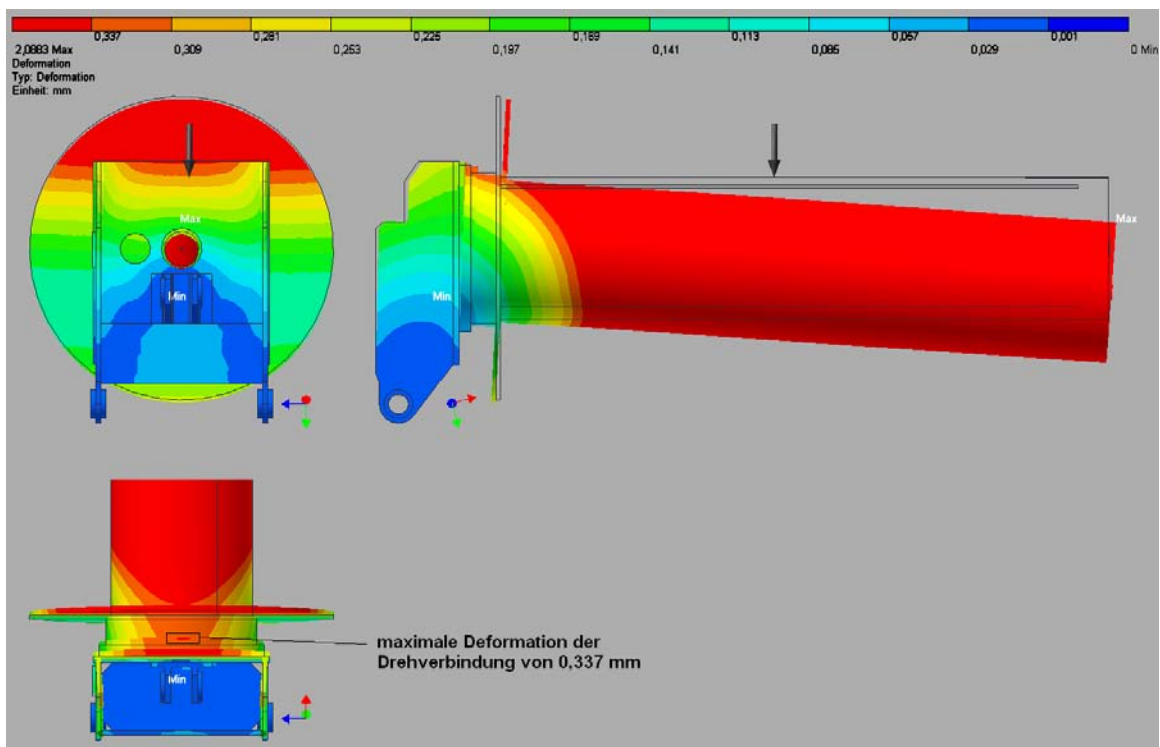 0,337 0,281 0,225 0,169 0,113 0,057 0,001
2,0883 Max 0,309 0,253 0,197 0,141 0,085 0,029 0 Min
Deformation
Typ: Deformation
Einheit: mm
Max
Min
Max
Min
maximale Deformation der
Drehverbindung von 0,337 mm
Min